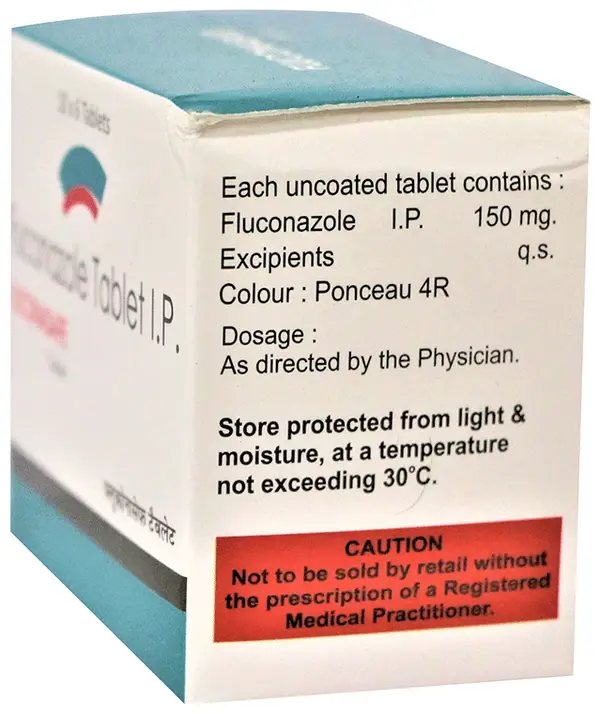 10 x 6 Tablets
Fluconazole Tablet I.P.
Each uncoated tablet contains :
Fluconazole I.P. 150 mg.
Excipients q.s.
Colour : Ponceau 4R
Dosage :
As directed by the Physician.
Store protected from light &
moisture, at a temperature
not exceeding 30°C.
CAUTION
Not to be sold by retail without
the prescription of a Registered
Medical Practitioner.
टैबलेट